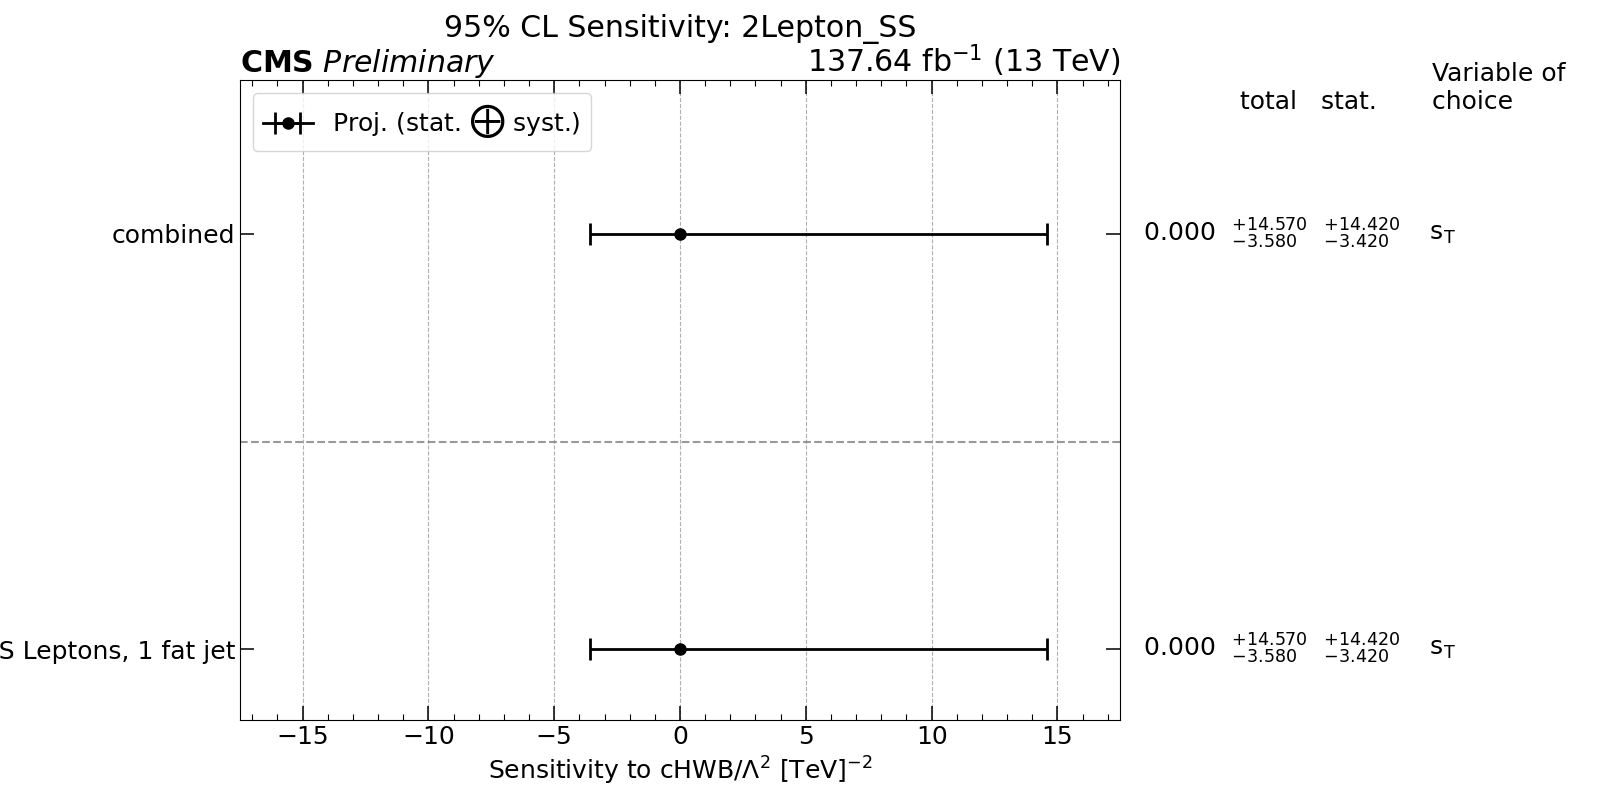 95% CL Sensitivity: 2Lepton_SS
CMS Preliminary 137.64 fb⁻¹ (13 TeV)
Proj. (stat. ⊕ syst.)
total stat. Variable of choice
combined 0.000 +14.570 −3.580 +14.420 −3.420 s_T
S Leptons, 1 fat jet 0.000 +14.570 −3.580 +14.420 −3.420 s_T
−15 −10 −5 0 5 10 15
Sensitivity to cHWB/Λ² [TeV]⁻²